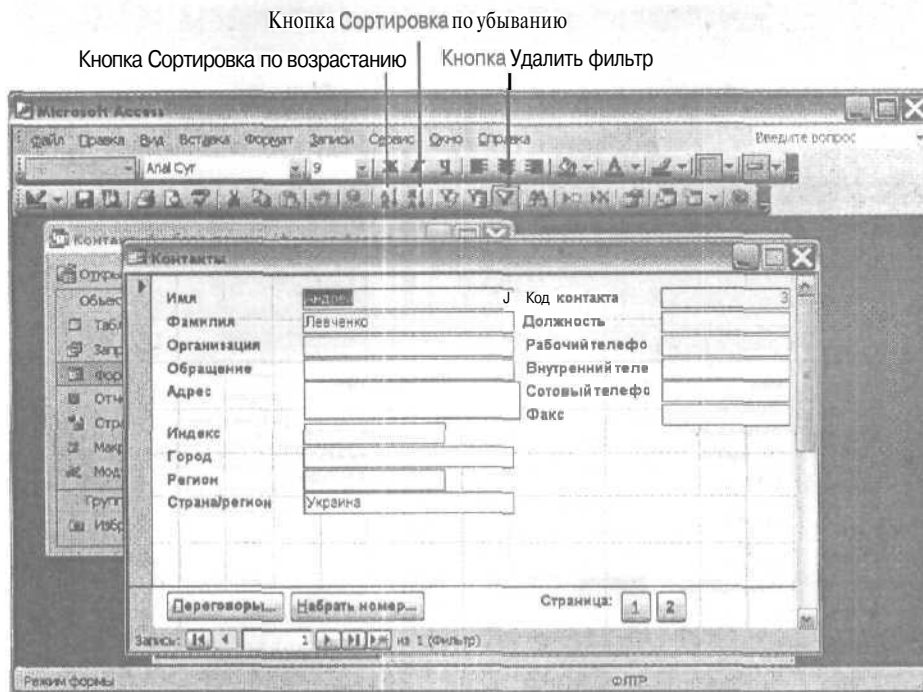 Кнопка Сортировка по убыванию
Кнопка Сортировка по возрастанию
Кнопка Удалить фильтр
Microsoft Access
Файл Правка Вид Вставка Формат Записи Сервис Окно Справка
Введите вопрос
Arial Cyr
9
Контакты
Имя
Фамилия Левченко
Организация
Обращение
Адрес
Индекс
Город
Регион
Страна/регион Украина
Код контакта 3
Должность
Рабочий телефо
Внутренний теле
Сотовый телефо
Факс
Переговоры... Набрать номер...
Страница: 1 2
Запись: 1 из 1 (Фильтр)
Режим формы
ФЛТР